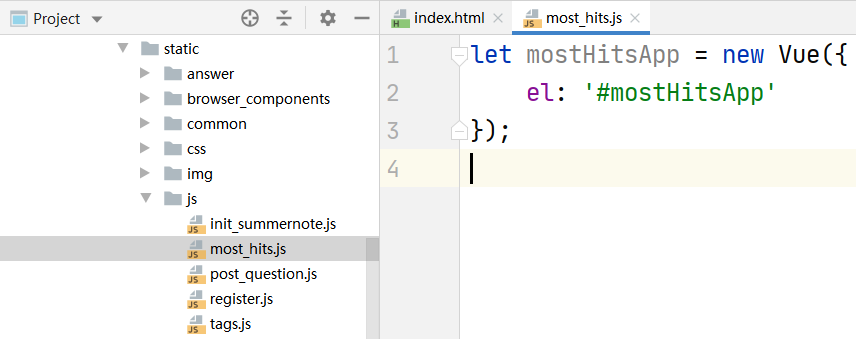 Project
static
answer
browser_components
common
css
img
js
init_summernote.js
most_hits.js
post_question.js
register.js
tags.js
index.html
most_hits.js
1 let mostHitsApp = new Vue({
2 el: '#mostHitsApp'
3 });
4